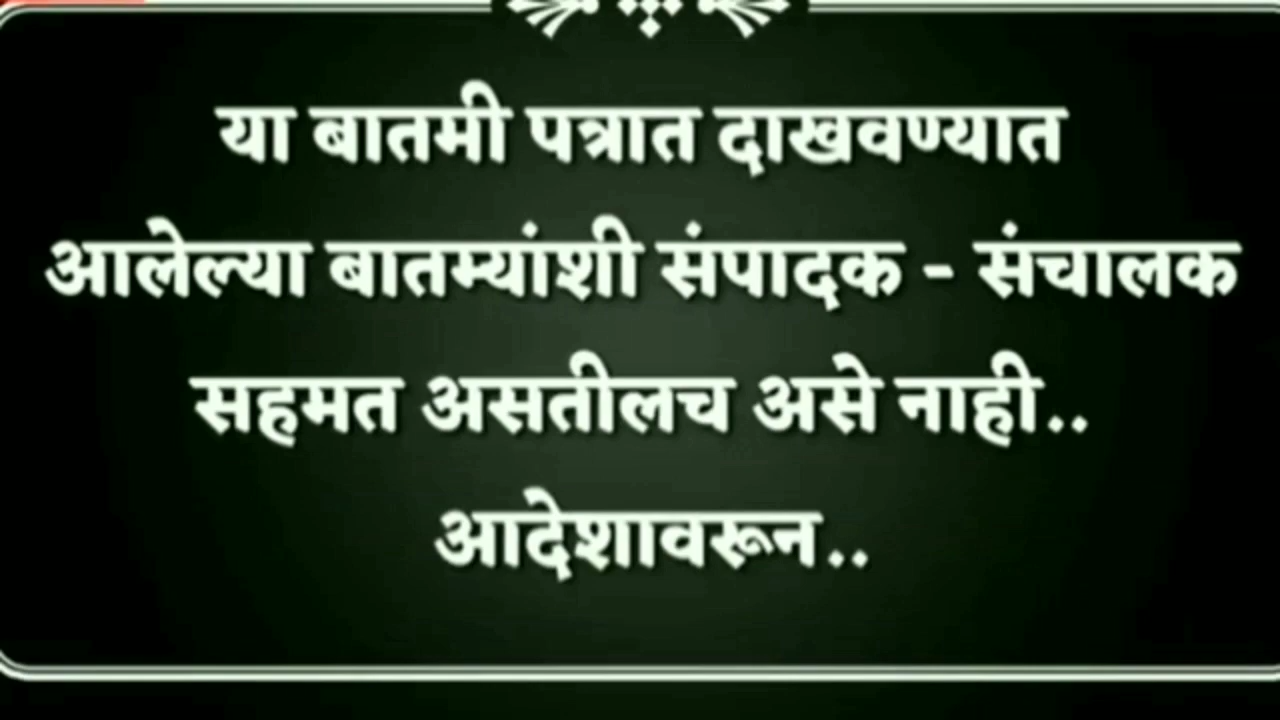 या बातमी पत्रात दाखवण्यात
आलेल्या बातम्यांशी संपादक - संचालक
सहमत असतीलच असे नाही..
आदेशावरून..